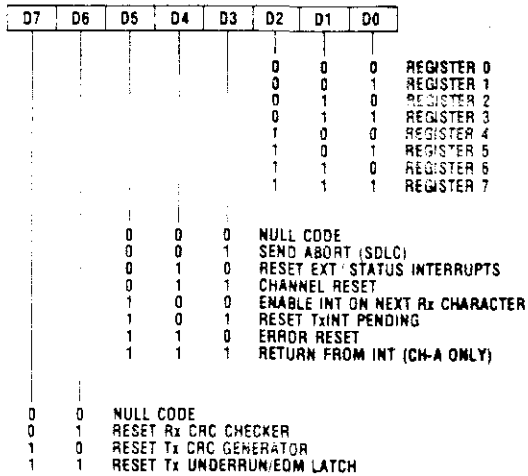 D7 D6 D5 D4 D3 D2 D1 D0
0 0 0 REGISTER 0
0 0 1 REGISTER 1
0 1 0 REGISTER 2
0 1 1 REGISTER 3
1 0 0 REGISTER 4
1 0 1 REGISTER 5
1 1 0 REGISTER 6
1 1 1 REGISTER 7
0 0 0 NULL CODE
0 0 1 SEND ABORT (SDLC)
0 1 0 RESET EXT/STATUS INTERRUPTS
0 1 1 CHANNEL RESET
1 0 0 ENABLE INT ON NEXT Rx CHARACTER
1 0 1 RESET TxINT PENDING
1 1 0 ERROR RESET
1 1 1 RETURN FROM INT (CH-A ONLY)
0 0 NULL CODE
0 1 RESET Rx CRC CHECKER
1 0 RESET Tx CRC GENERATOR
1 1 RESET Tx UNDERRUN/EOM LATCH